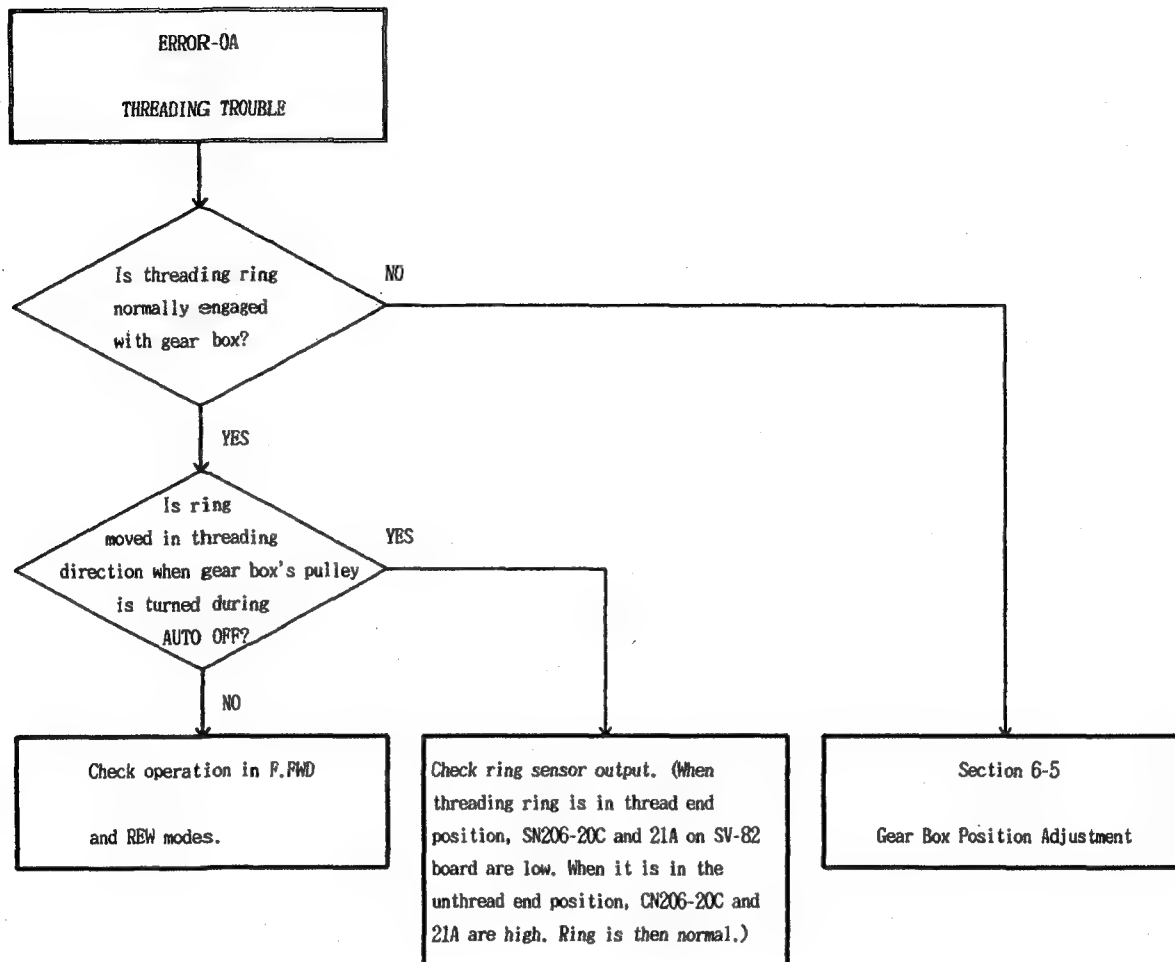 ERROR-0A
THREADING TROUBLE
Is threading ring
normally engaged
with gear box?
NO
YES
Is ring
moved in threading
direction when gear box's pulley
is turned during
AUTO OFF?
YES
NO
Check operation in F.FWD
and REW modes.
Check ring sensor output. (When
threading ring is in thread end
position, SN206-20C and 21A on SV-82
board are low. When it is in the
unthread end position, CN206-20C and
21A are high. Ring is then normal.)
Section 6-5
Gear Box Position Adjustment